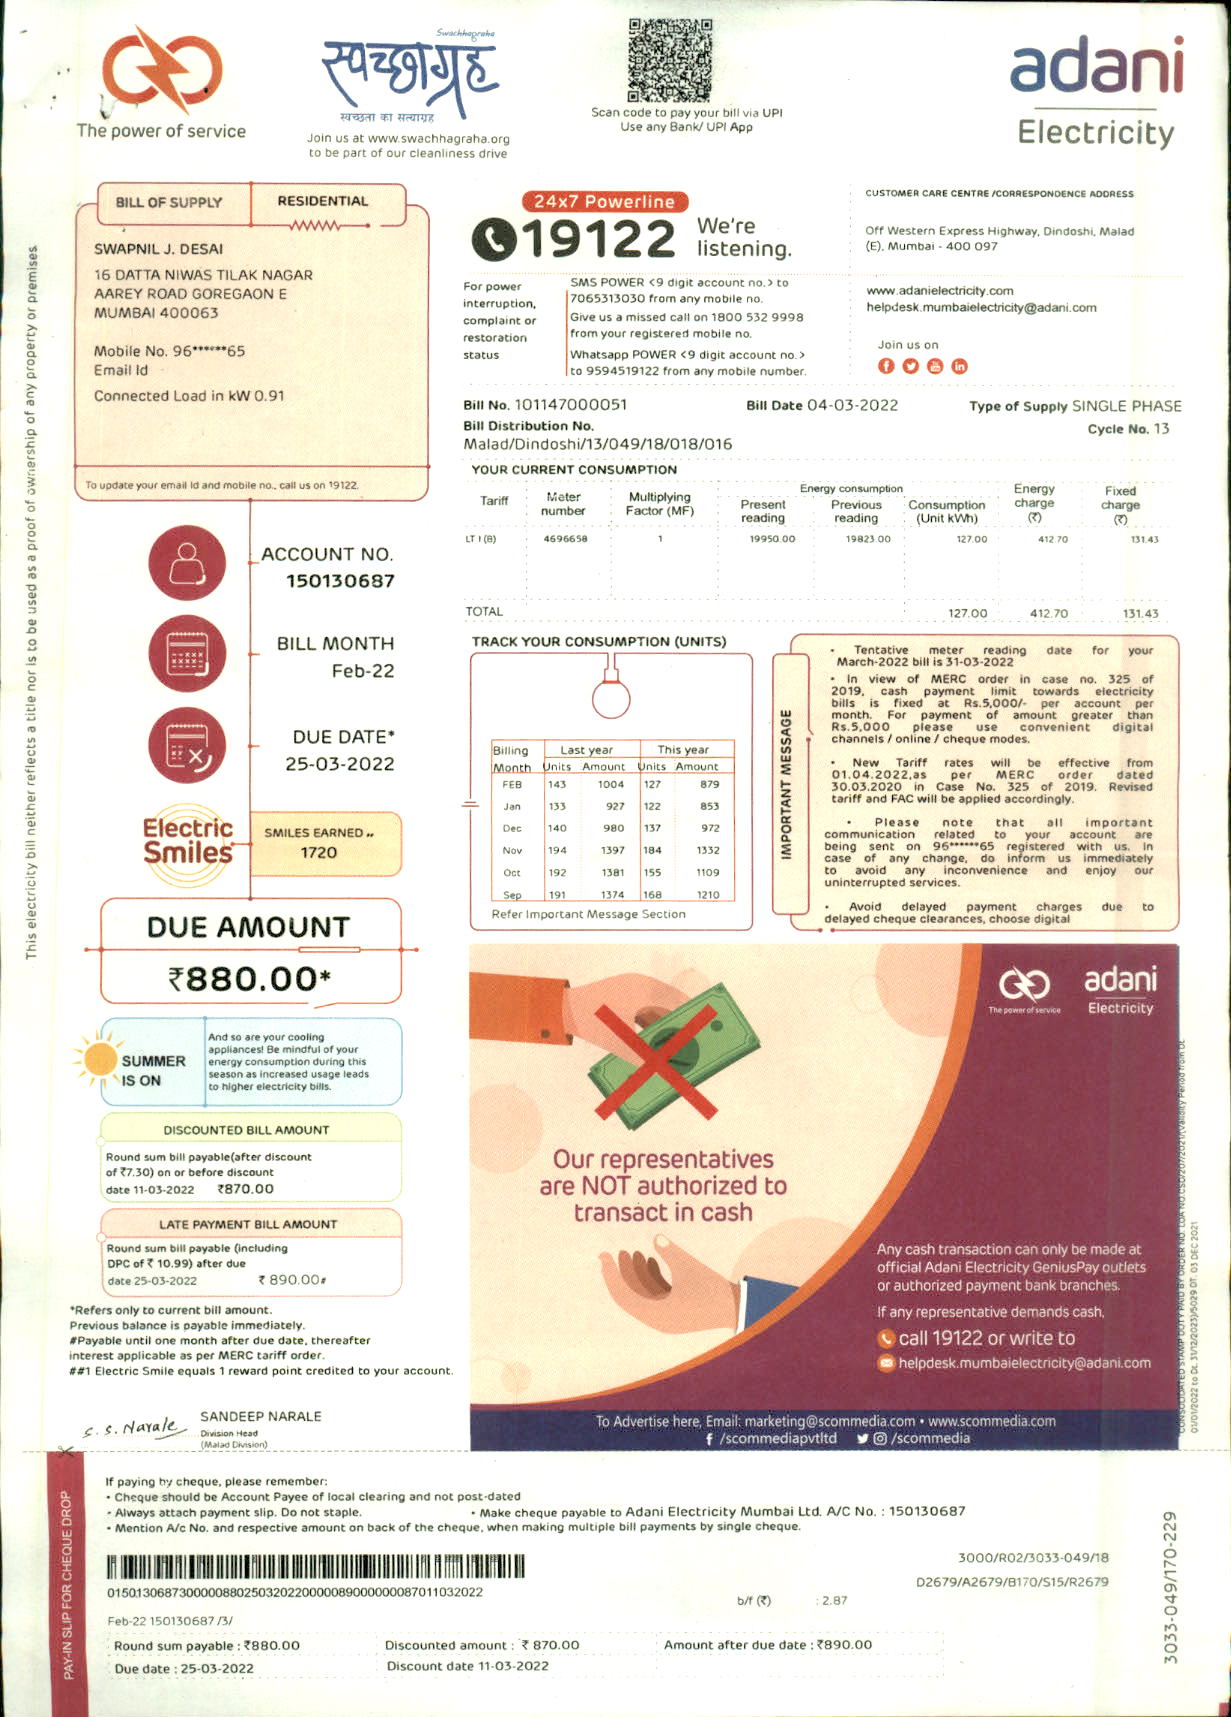 The power of service
Swachhagraha
स्वच्छाग्रह
स्वच्छता का सत्याग्रह
Join us at www.swachhagraha.org
to be part of our cleanliness drive
Scan code to pay your bill via UPI
Use any Bank/ UPI App
adani
Electricity
BILL OF SUPPLY
RESIDENTIAL
SWAPNIL J. DESAI
16 DATTA NIWAS TILAK NAGAR
AAREY ROAD GOREGAON E
MUMBAI 400063
Mobile No. 96******65
Email Id
Connected Load in kW 0.91
To update your email Id and mobile no., call us on 19122.
24x7 Powerline
19122 We're listening.
For power interruption, complaint or restoration status
SMS POWER <9 digit account no.> to
7065313030 from any mobile no.
Give us a missed call on 1800 532 9998
from your registered mobile no.
Whatsapp POWER <9 digit account no.>
to 9594519122 from any mobile number.
CUSTOMER CARE CENTRE /CORRESPONDENCE ADDRESS
Off Western Express Highway, Dindoshi, Malad
(E), Mumbai - 400 097
www.adanielectricity.com
helpdesk.mumbaielectricity@adani.com
Join us on
Bill No. 101147000051 Bill Date 04-03-2022 Type of Supply SINGLE PHASE
Bill Distribution No. Cycle No. 13
Malad/Dindoshi/13/049/18/018/016
YOUR CURRENT CONSUMPTION
Tariff Meter number Multiplying Factor (MF) Energy consumption Present reading Previous reading Consumption (Unit kWh) Energy charge (₹) Fixed charge (₹)
LT I (B) 4696658 1 19950.00 19823.00 127.00 412.70 131.43
TOTAL 127.00 412.70 131.43
This electricity bill neither reflects a title nor is to be used as a proof of ownership of any property or premises.
ACCOUNT NO.
150130687
BILL MONTH
Feb-22
DUE DATE*
25-03-2022
Electric
Smiles
SMILES EARNED
1720
DUE AMOUNT
₹880.00*
SUMMER
IS ON
And so are your cooling
appliances! Be mindful of your
energy consumption during this
season as increased usage leads
to higher electricity bills.
DISCOUNTED BILL AMOUNT
Round sum bill payable(after discount
of ₹7.30) on or before discount
date 11-03-2022 ₹870.00
LATE PAYMENT BILL AMOUNT
Round sum bill payable (including
DPC of ₹ 10.99) after due
date 25-03-2022 ₹ 890.00#
*Refers only to current bill amount.
Previous balance is payable immediately.
#Payable until one month after due date, thereafter
interest applicable as per MERC tariff order.
##1 Electric Smile equals 1 reward point credited to your account.
S. S. Narale
SANDEEP NARALE
Division Head
(Malad Division)
TRACK YOUR CONSUMPTION (UNITS)
Billing Last year This year
Month Units Amount Units Amount
FEB 143 1004 127 879
Jan 133 927 122 853
Dec 140 980 137 972
Nov 194 1397 184 1332
Oct 192 1381 155 1109
Sep 191 1374 168 1210
Refer Important Message Section
IMPORTANT MESSAGE
• Tentative meter reading date for your
March-2022 bill is 31-03-2022
• In view of MERC order in case no. 325 of
2019, cash payment limit towards electricity
bills is fixed at Rs.5,000/- per account per
month. For payment of amount greater than
Rs.5,000 please use convenient digital
channels / online / cheque modes.
• New Tariff rates will be effective from
01.04.2022,as per MERC order dated
30.03.2020 in Case No. 325 of 2019. Revised
tariff and FAC will be applied accordingly.
• Please note that all important
communication related to your account are
being sent on 96******65 registered with us. In
case of any change, do inform us immediately
to avoid any inconvenience and enjoy our
uninterrupted services.
• Avoid delayed payment charges due to
delayed cheque clearances, choose digital
The power of service
adani
Electricity
Our representatives
are NOT authorized to
transact in cash
Any cash transaction can only be made at
official Adani Electricity GeniusPay outlets
or authorized payment bank branches.
If any representative demands cash,
call 19122 or write to
helpdesk.mumbaielectricity@adani.com
To Advertise here, Email: marketing@scommedia.com • www.scommedia.com
/scommediapvtltd /scommedia
CONSOLIDATED STAMP DUTY PAID BY ORDER NO. LOA NO.CSD/207/2021/Validity Period from Dt.
01/01/2022 to Dt. 31/12/2023/5029 DT. 03 DEC 2021
PAY-IN SLIP FOR CHEQUE DROP
If paying by cheque, please remember:
• Cheque should be Account Payee of local clearing and not post-dated
• Always attach payment slip. Do not staple. • Make cheque payable to Adani Electricity Mumbai Ltd. A/C No. : 150130687
• Mention A/c No. and respective amount on back of the cheque, when making multiple bill payments by single cheque.
3000/R02/3033-049/18
D2679/A2679/B170/S15/R2679
b/f (₹) : 2.87
Feb-22 150130687 /3/
Round sum payable : ₹880.00 Discounted amount : ₹ 870.00 Amount after due date : ₹890.00
Due date : 25-03-2022 Discount date 11-03-2022
3033-049/170-229